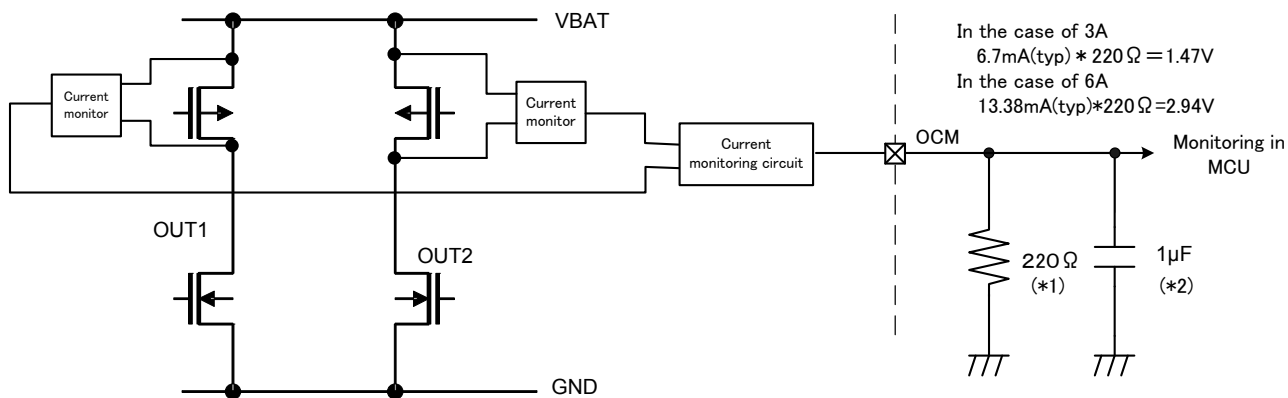 VBAT
In the case of 3A
6.7mA(typ) * 220Ω=1.47V
In the case of 6A
13.38mA(typ)*220Ω=2.94V
Current
monitor
Current
monitor
Current
monitoring circuit
OCM
Monitoring in
MCU
OUT1
OUT2
220Ω
(*1)
1μF
(*2)
GND